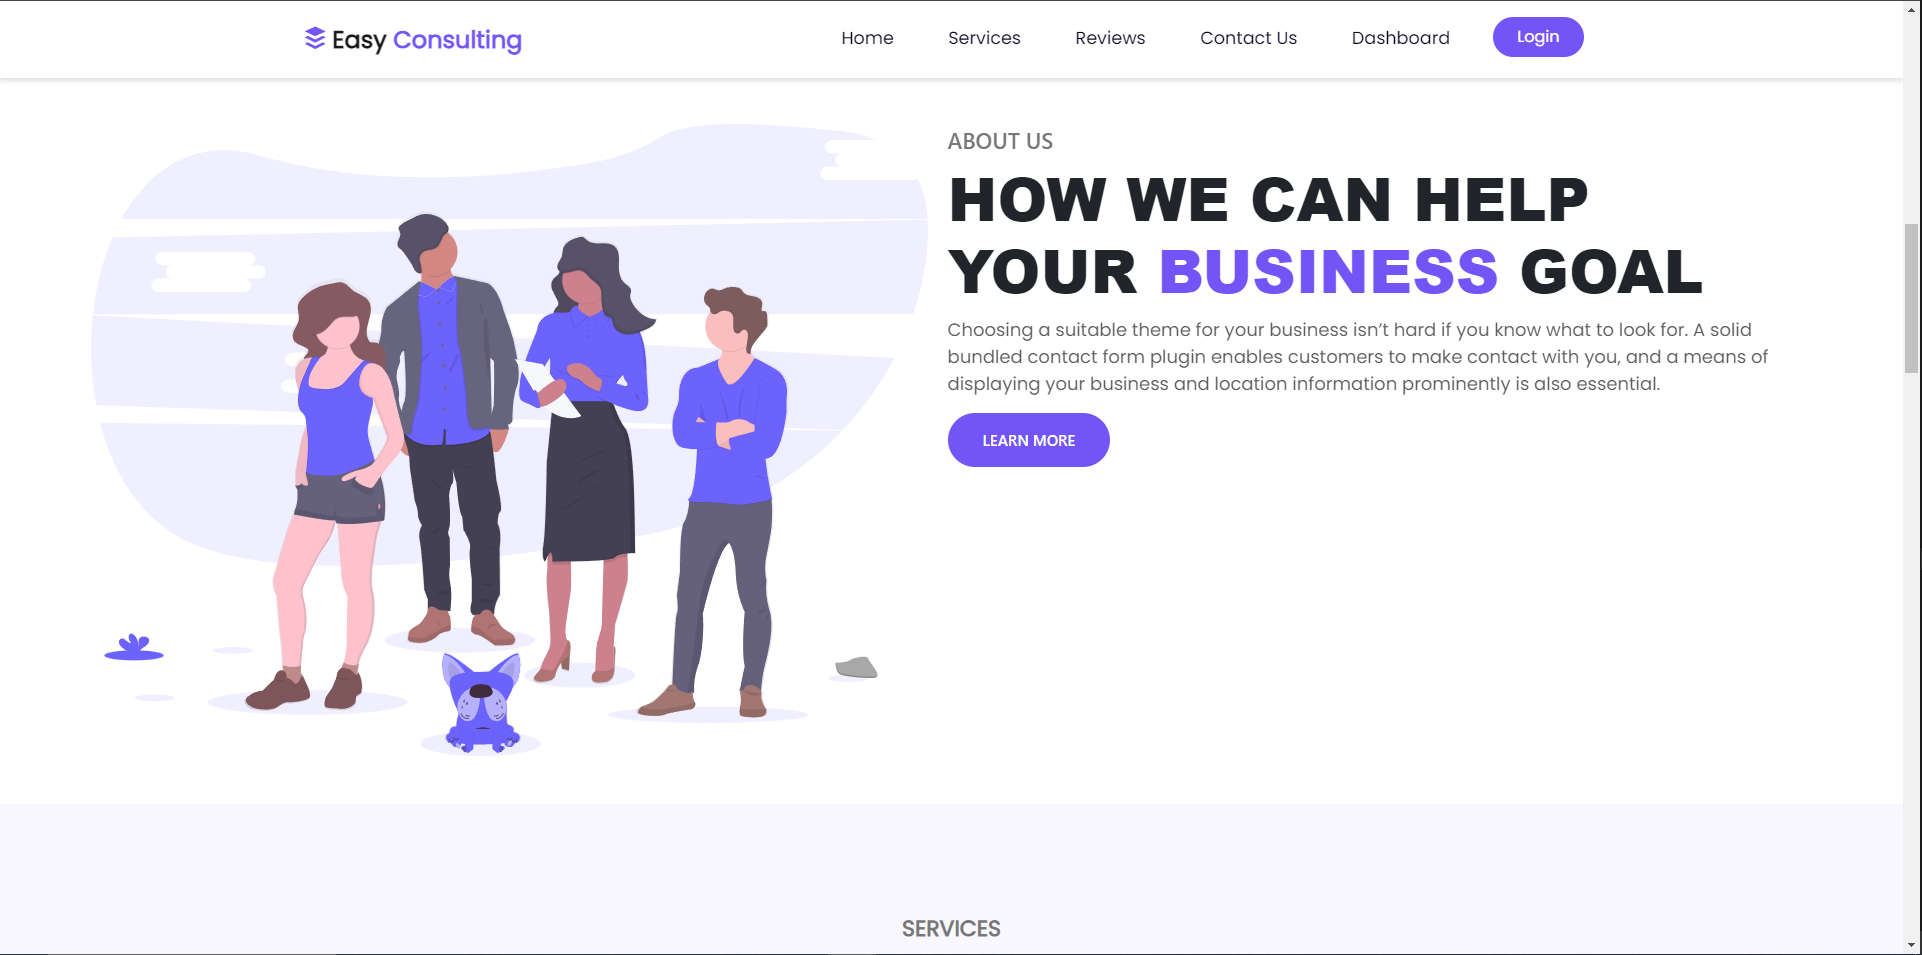 Easy Consulting
Home Services Reviews Contact Us Dashboard Login
ABOUT US
HOW WE CAN HELP
YOUR BUSINESS GOAL
Choosing a suitable theme for your business isn’t hard if you know what to look for. A solid
bundled contact form plugin enables customers to make contact with you, and a means of
displaying your business and location information prominently is also essential.
LEARN MORE
SERVICES